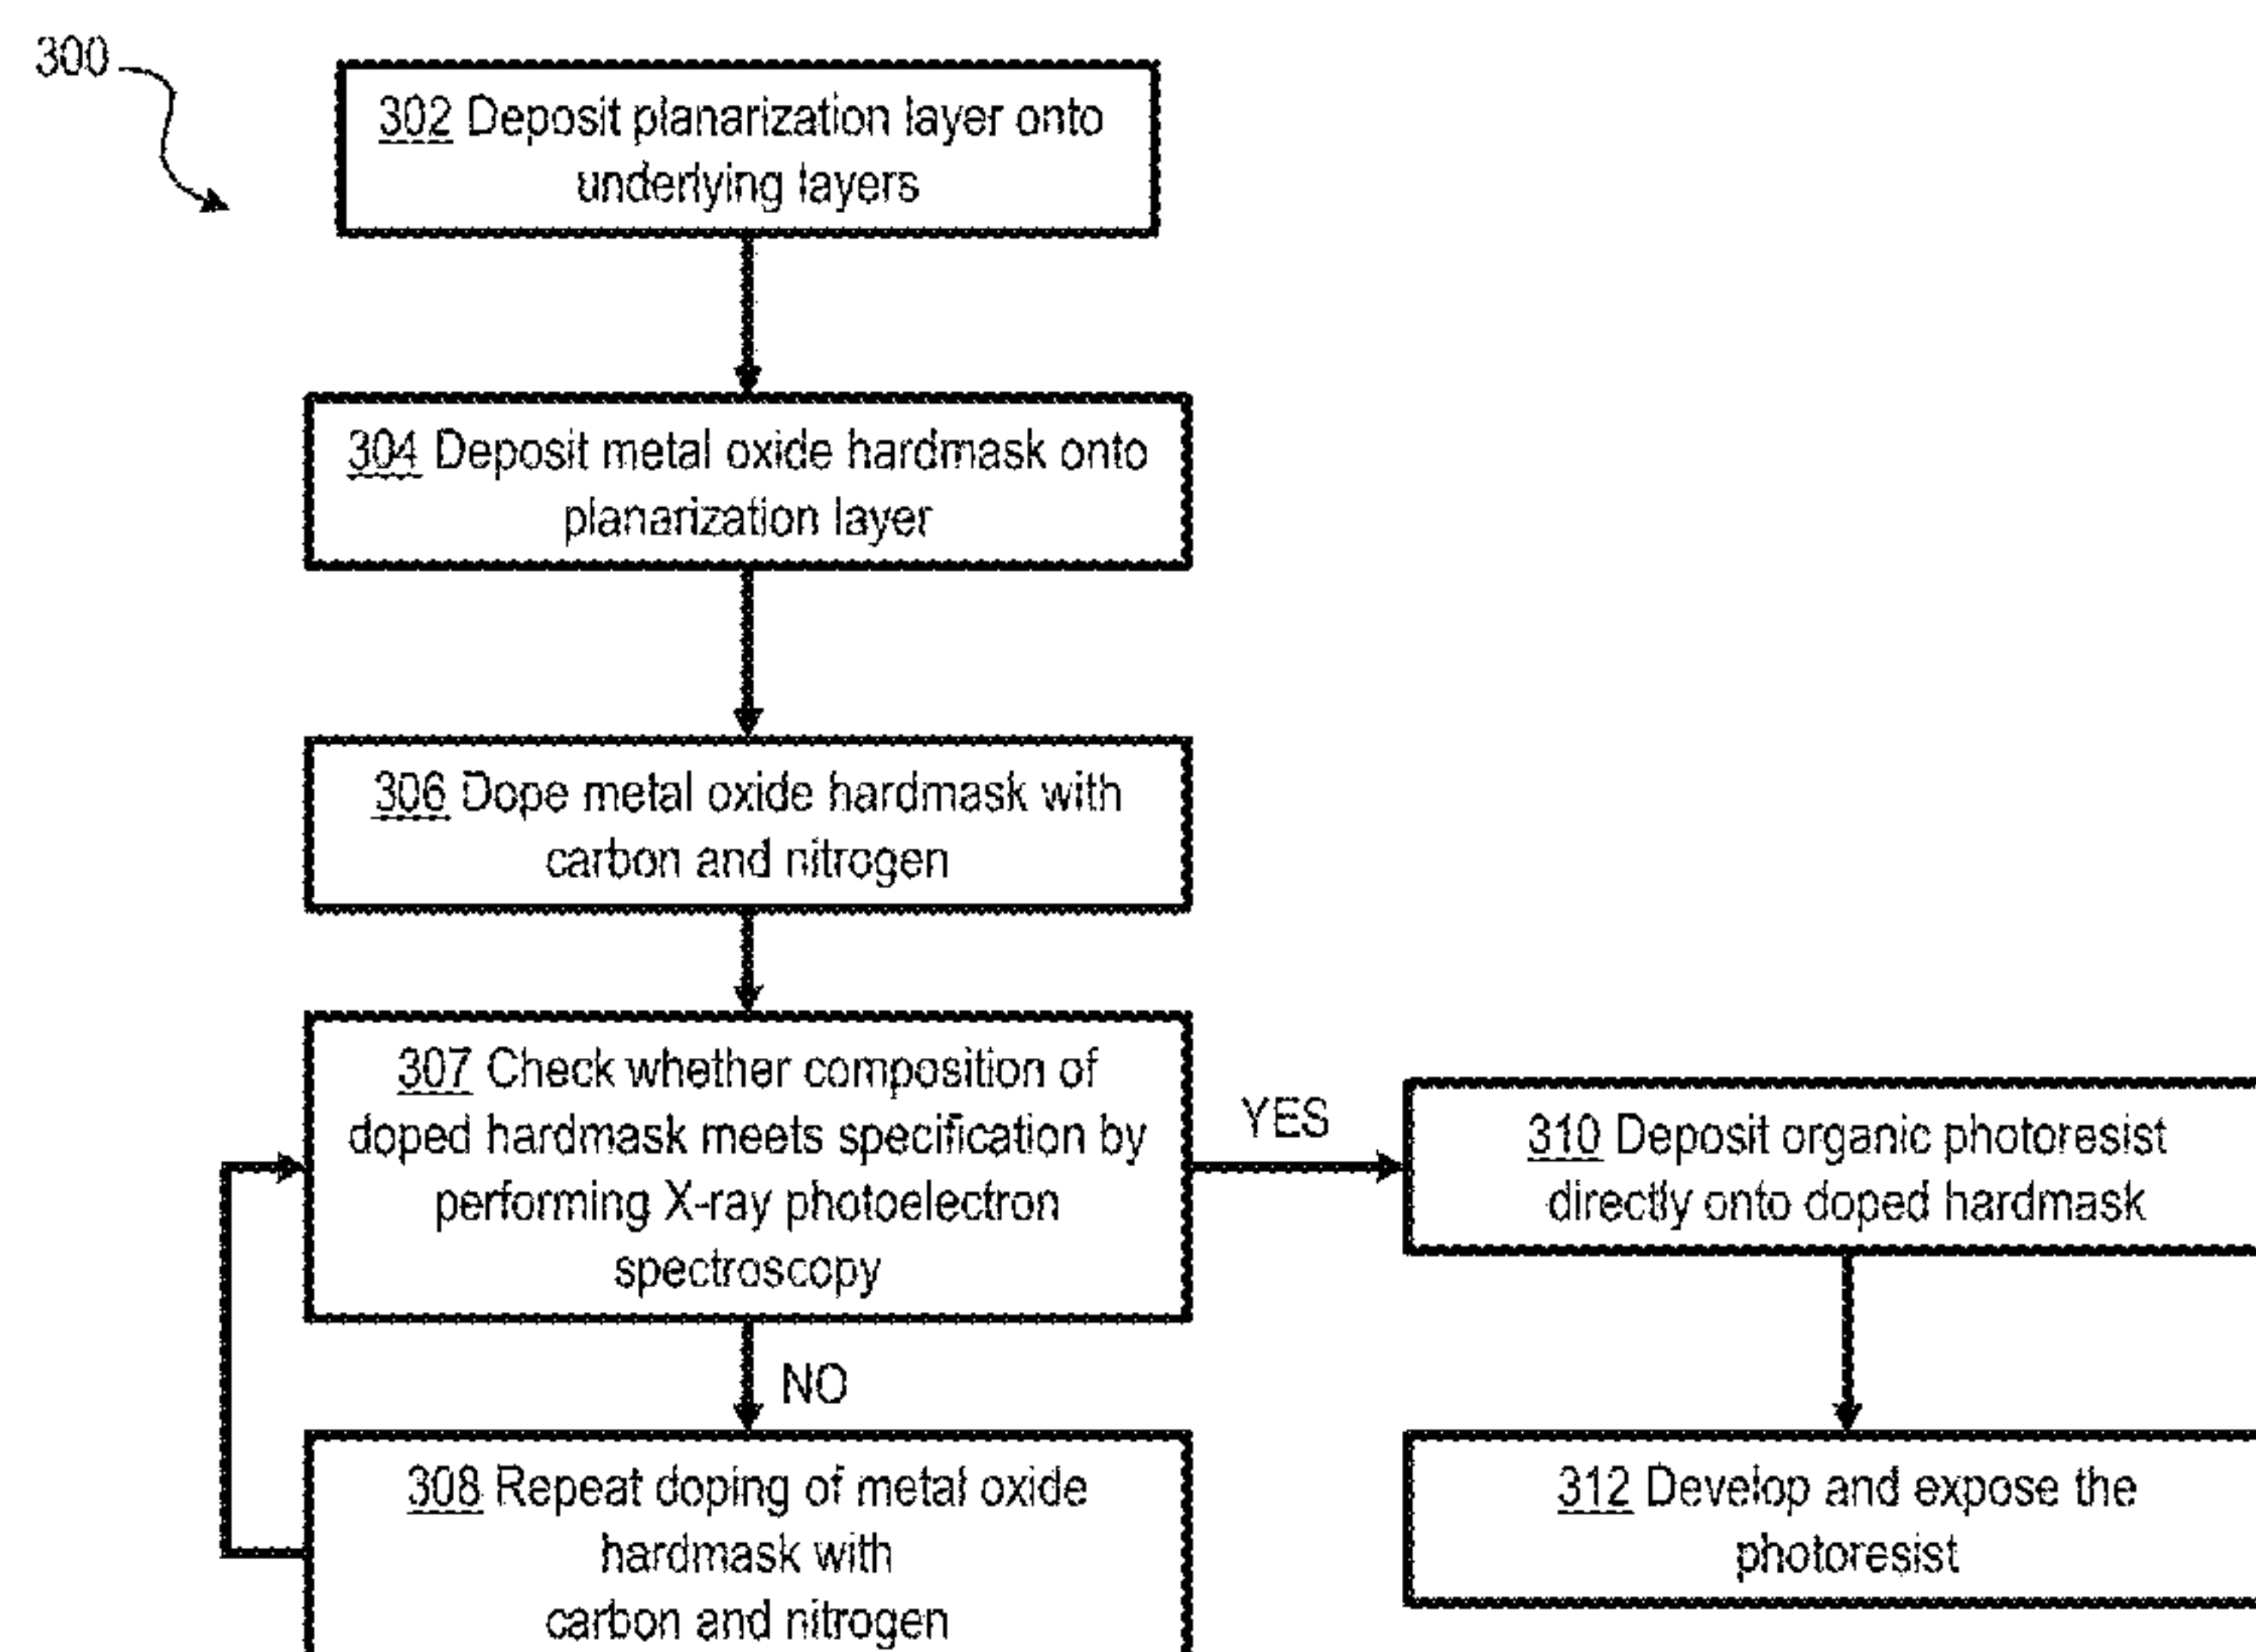 300
302 Deposit planarization layer onto
underlying layers
304 Deposit metal oxide hardmask onto
planarization layer
306 Dope metal oxide hardmask with
carbon and nitrogen
307 Check whether composition of
doped hardmask meets specification by
performing X-ray photoelectron
spectroscopy
YES
310 Deposit organic photoresist
directly onto doped hardmask
NO
308 Repeat doping of metal oxide
hardmask with
carbon and nitrogen
312 Develop and expose the
photoresist